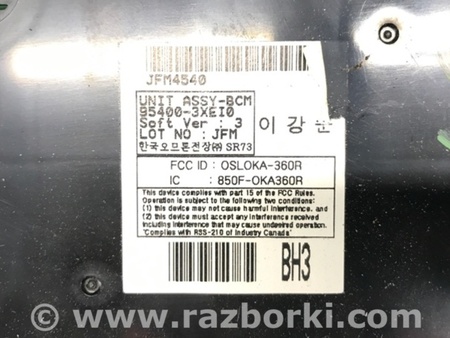 JFM4540
UNIT ASSY-BCM
95400-3XEI0
Soft Ver : 3
LOT NO : JFM
한국오므론전장㈜ SR73
이 강
FCC ID : OSLOKA-360R
IC : 850F-OKA360R
This device complies with part 15 of the FCC Rules.
Operation is subject to the following two conditions:
(1) this device may not cause harmful interference, and
(2) this device must accept any interference received
including interference that may cause undesired operation.
"Complies with RSS-210 of Industry Canada"
BH3
www.razborki.com